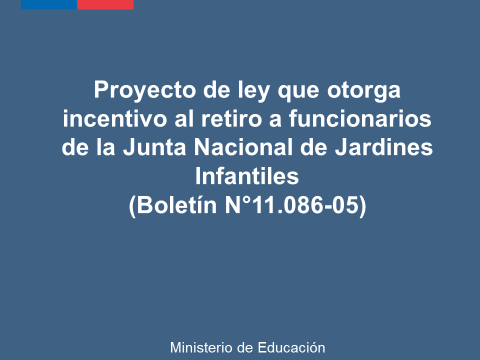 Proyecto de ley que otorga
incentivo al retiro a funcionarios
de la Junta Nacional de Jardines
Infantiles
(Boletín N°11.086-05)
Ministerio de Educación